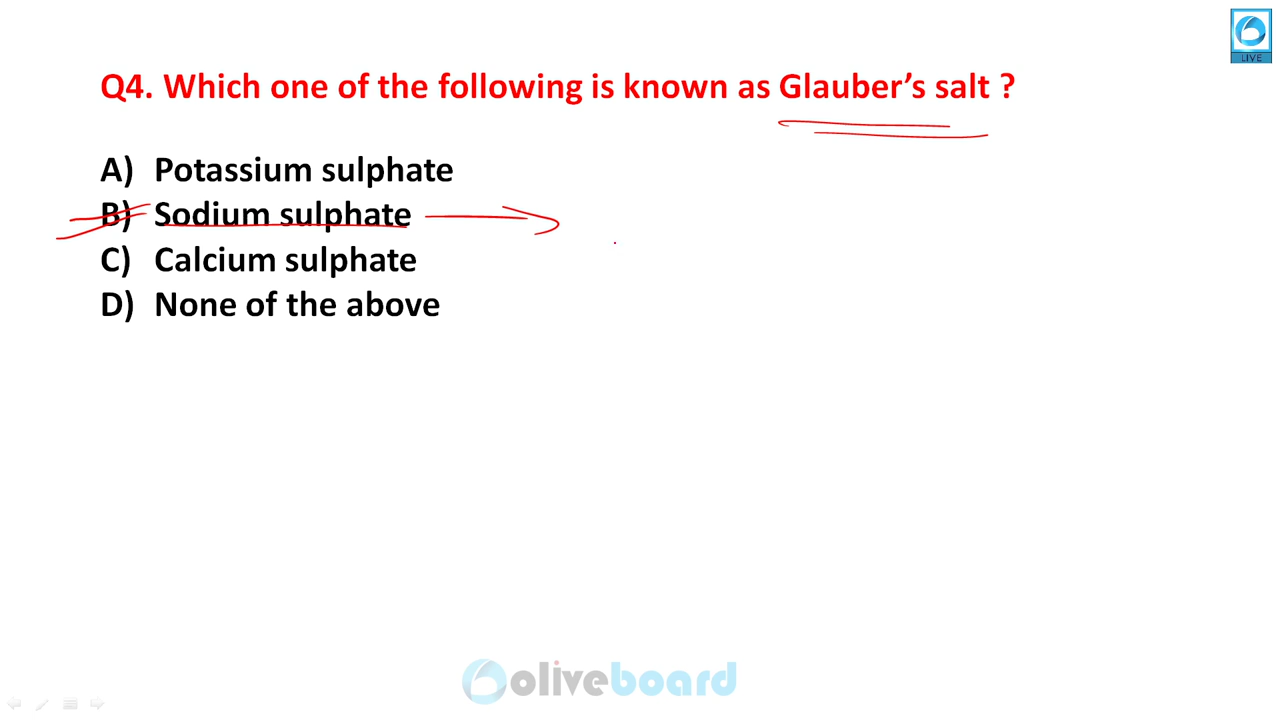 LIVE
Q4. Which one of the following is known as Glauber’s salt ?
A) Potassium sulphate
B) Sodium sulphate
C) Calcium sulphate
D) None of the above
oliveboard